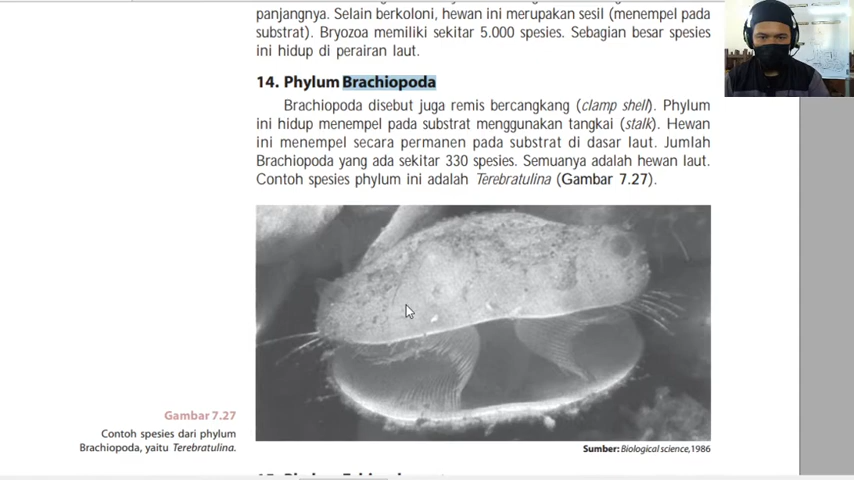 panjangnya. Selain berkoloni, hewan ini merupakan sesil (menempel pada
substrat). Bryozoa memiliki sekitar 5.000 spesies. Sebagian besar spesies
ini hidup di perairan laut.
14. Phylum Brachiopoda
Brachiopoda disebut juga remis bercangkang (clamp shell). Phylum
ini hidup menempel pada substrat menggunakan tangkai (stalk). Hewan
ini menempel secara permanen pada substrat di dasar laut. Jumlah
Brachiopoda yang ada sekitar 330 spesies. Semuanya adalah hewan laut.
Contoh spesies phylum ini adalah Terebratulina (Gambar 7.27).
Gambar 7.27
Contoh spesies dari phylum
Brachiopoda, yaitu Terebratulina.
Sumber: Biological science,1986